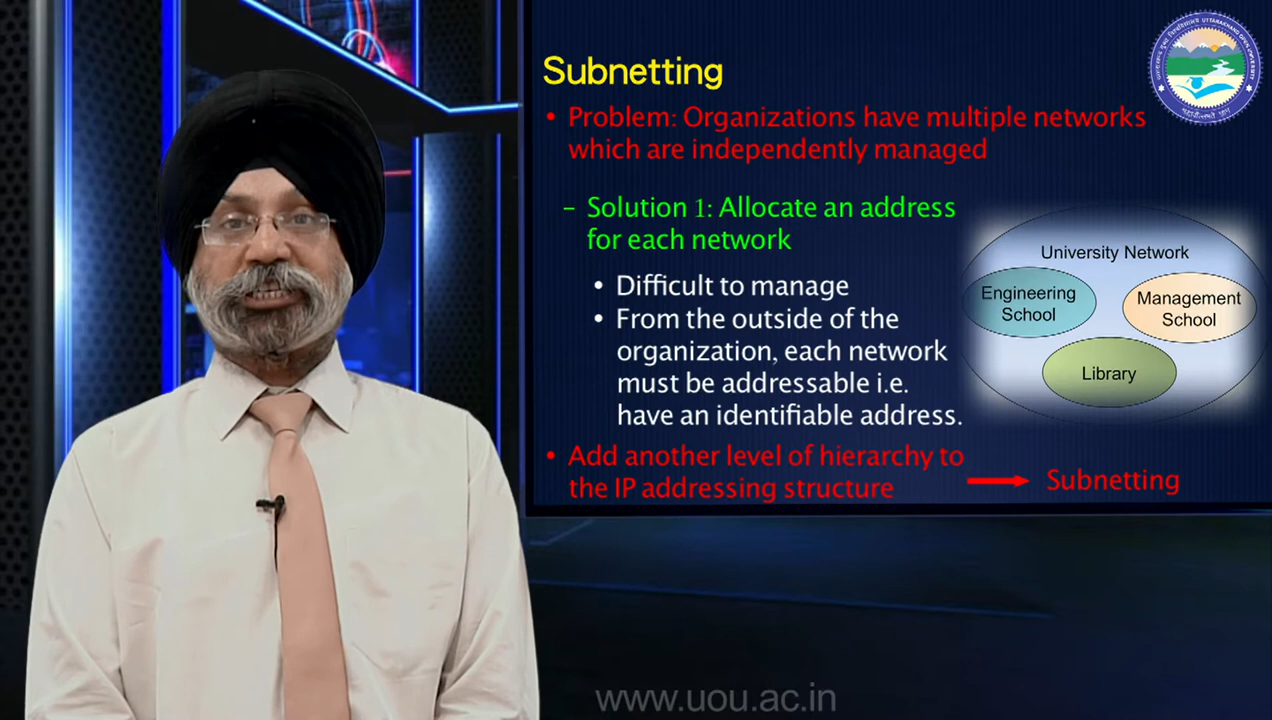 Subnetting
• Problem: Organizations have multiple networks
which are independently managed
– Solution 1: Allocate an address
for each network
• Difficult to manage
• From the outside of the
organization, each network
must be addressable i.e.
have an identifiable address.
University Network
Engineering
School
Management
School
Library
• Add another level of hierarchy to
the IP addressing structure
Subnetting
UTTARAKHAND OPEN UNIVERSITY
www.uou.ac.in